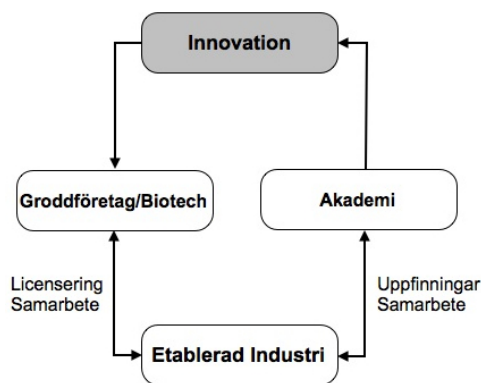 Innovation
Groddföretag/Biotech
Akademi
Licensering
Samarbete
Uppfinningar
Samarbete
Etablerad Industri